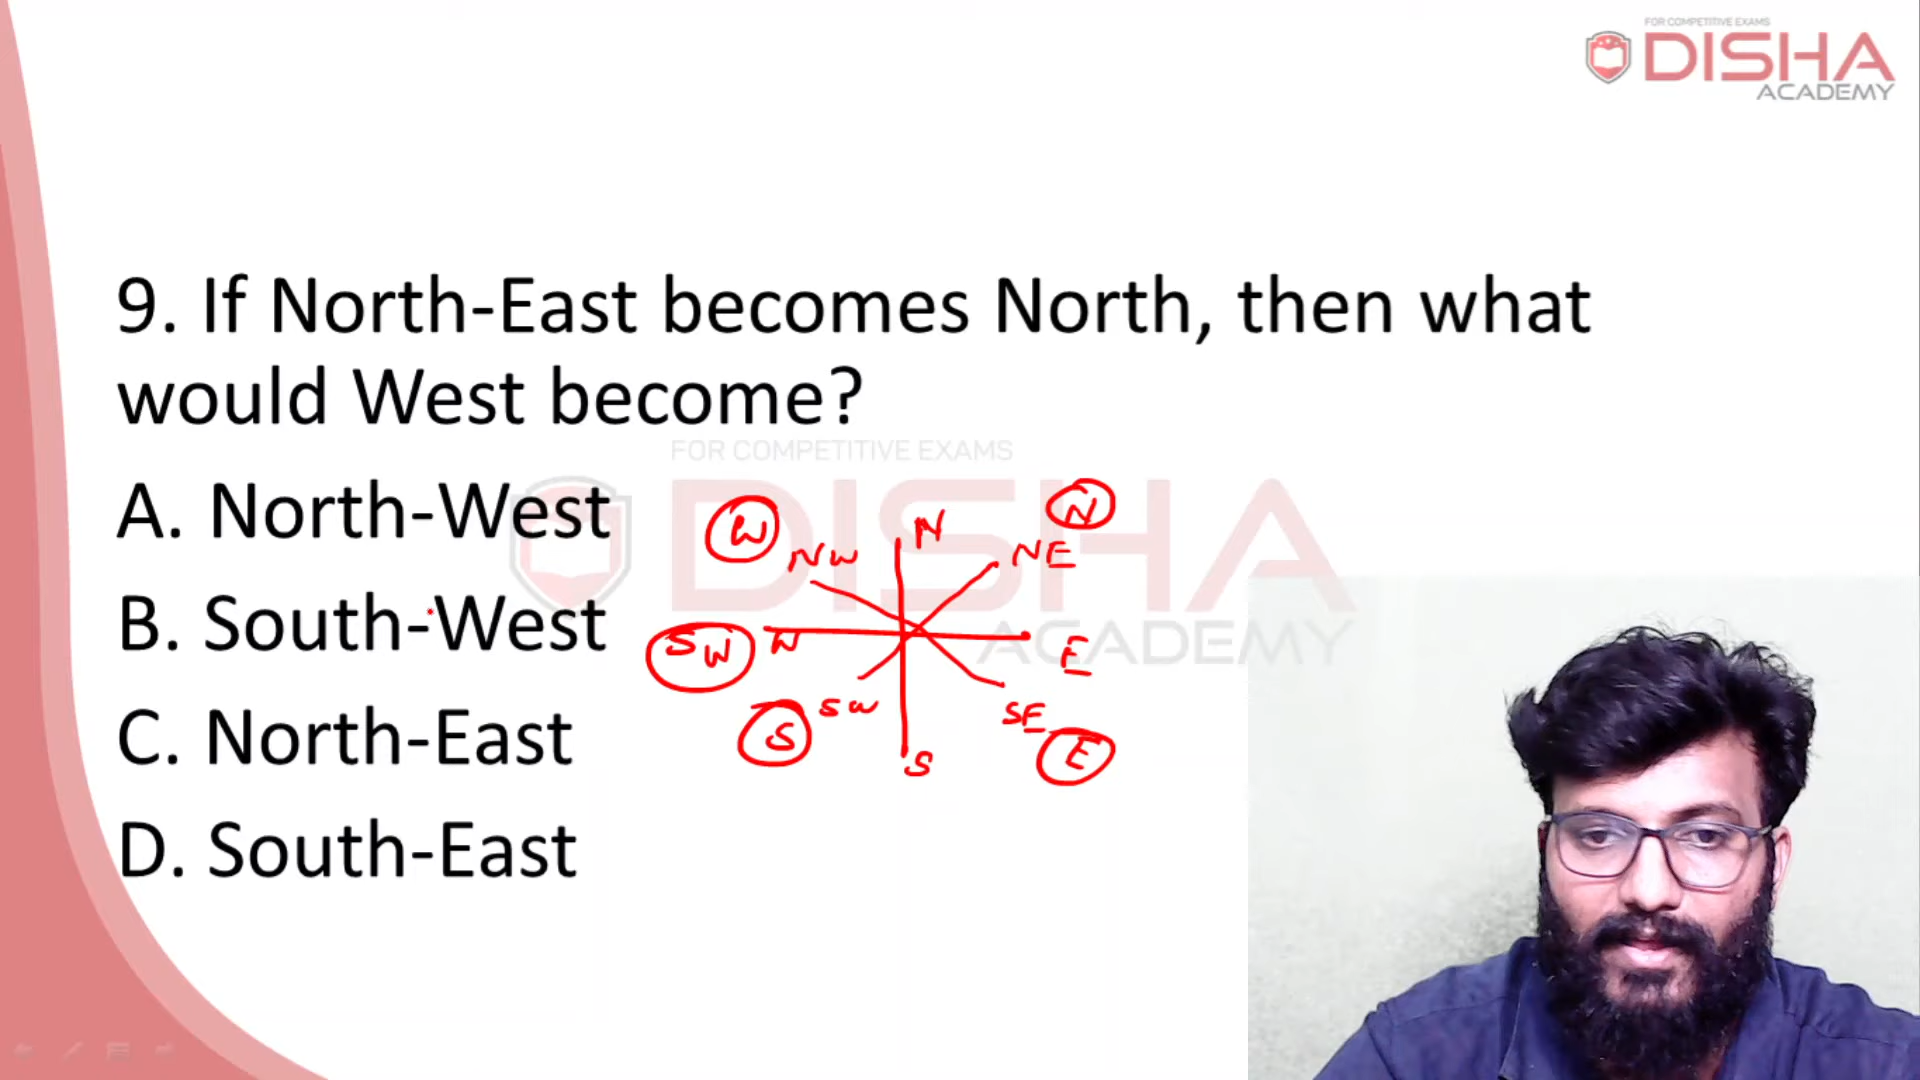 FOR COMPETITIVE EXAMS
DISHA
ACADEMY
9. If North-East becomes North, then what
would West become?
FOR COMPETITIVE EXAMS
DISHA
ACADEMY
A. North-West
B. South-West
C. North-East
D. South-East
W
N
N
NW
NE
SW
W
E
SW
S
SE
S
E